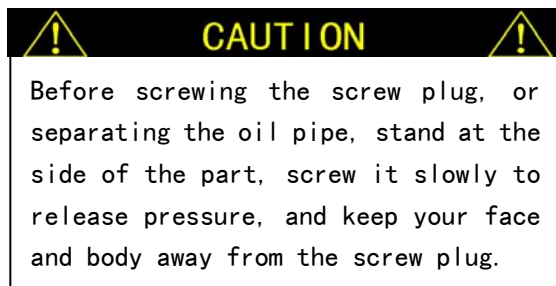 CAUTION
Before screwing the screw plug, or
separating the oil pipe, stand at the
side of the part, screw it slowly to
release pressure, and keep your face
and body away from the screw plug.